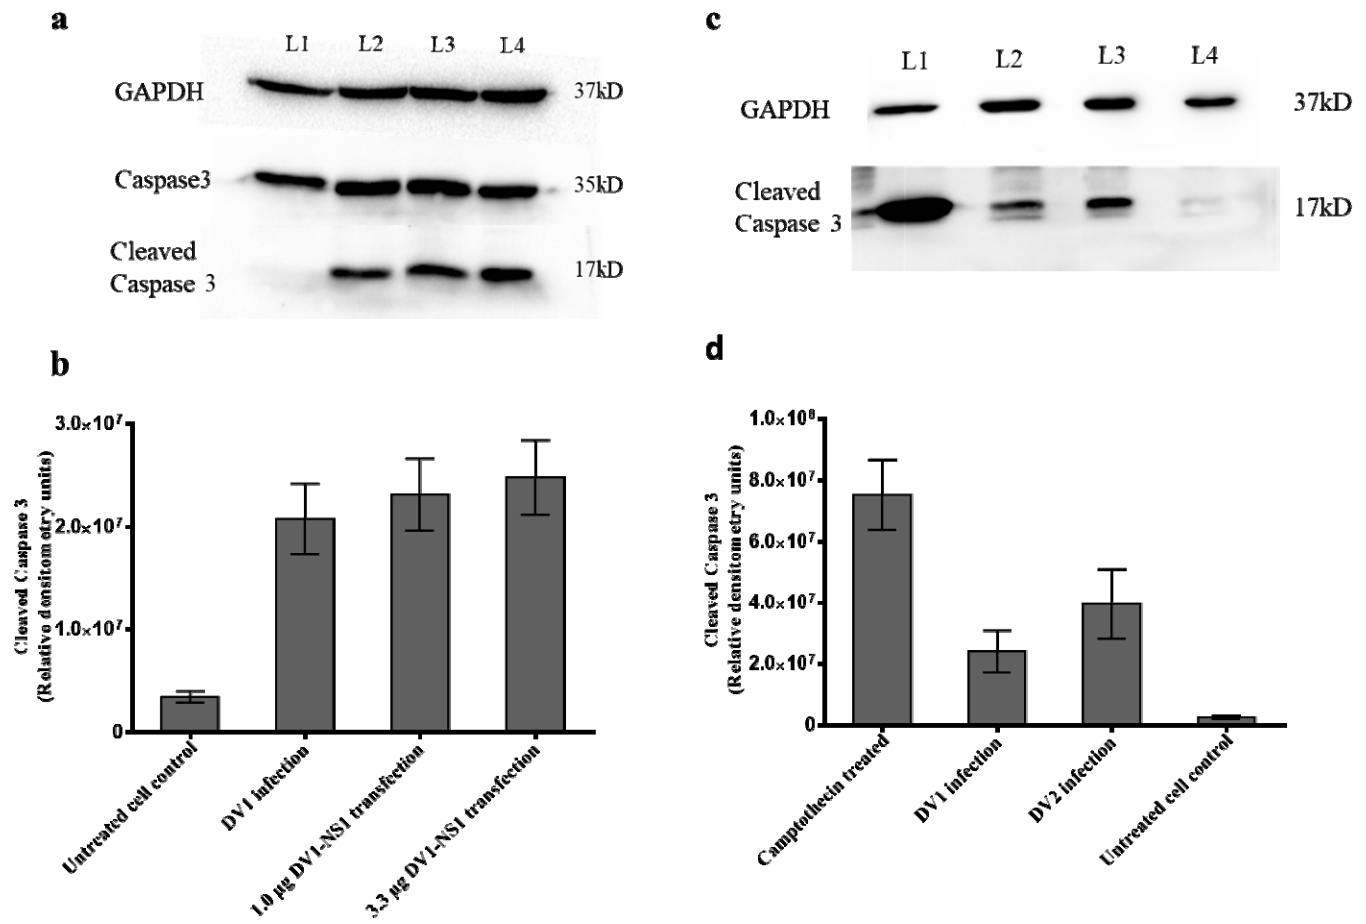 a
L1 L2 L3 L4
GAPDH 37kD
Caspase3 35kD
Cleaved
Caspase 3 17kD
b
Cleaved Caspase 3
(Relative densitometry units)
3.0×10⁷
2.0×10⁷
1.0×10⁷
0
Untreated cell control
DV1 infection
1.0 µg DV1-NS1 transfection
3.3 µg DV1-NS1 transfection
c
L1 L2 L3 L4
GAPDH 37kD
Cleaved
Caspase 3 17kD
d
Cleaved Caspase 3
(Relative densitometry units)
1.0×10⁸
8.0×10⁷
6.0×10⁷
4.0×10⁷
2.0×10⁷
0
Camptothecin treated
DV1 infection
DV2 infection
Untreated cell control